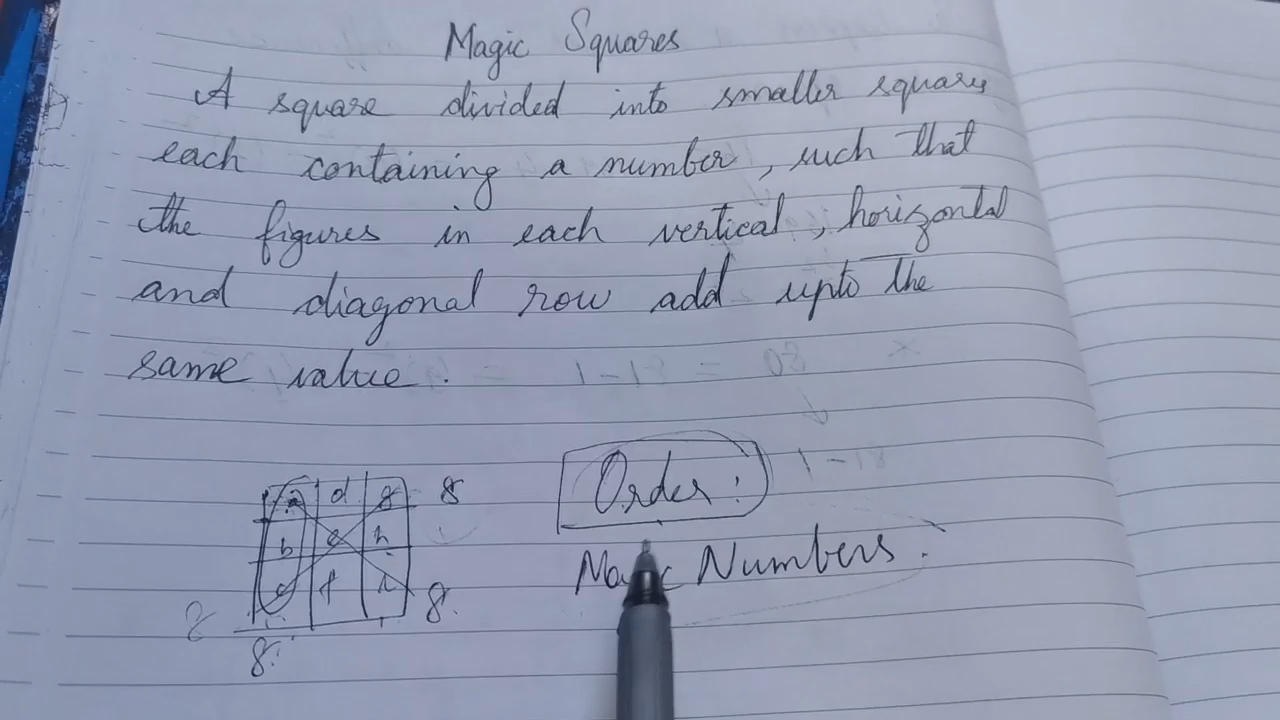 Magic Squares
A square divided into smaller squares
each containing a number, such that
the figures in each vertical, horizontal
and diagonal row add upto the
same value.
Order:
Numbers.
d g 8
b e h
c f i 8.
8
8